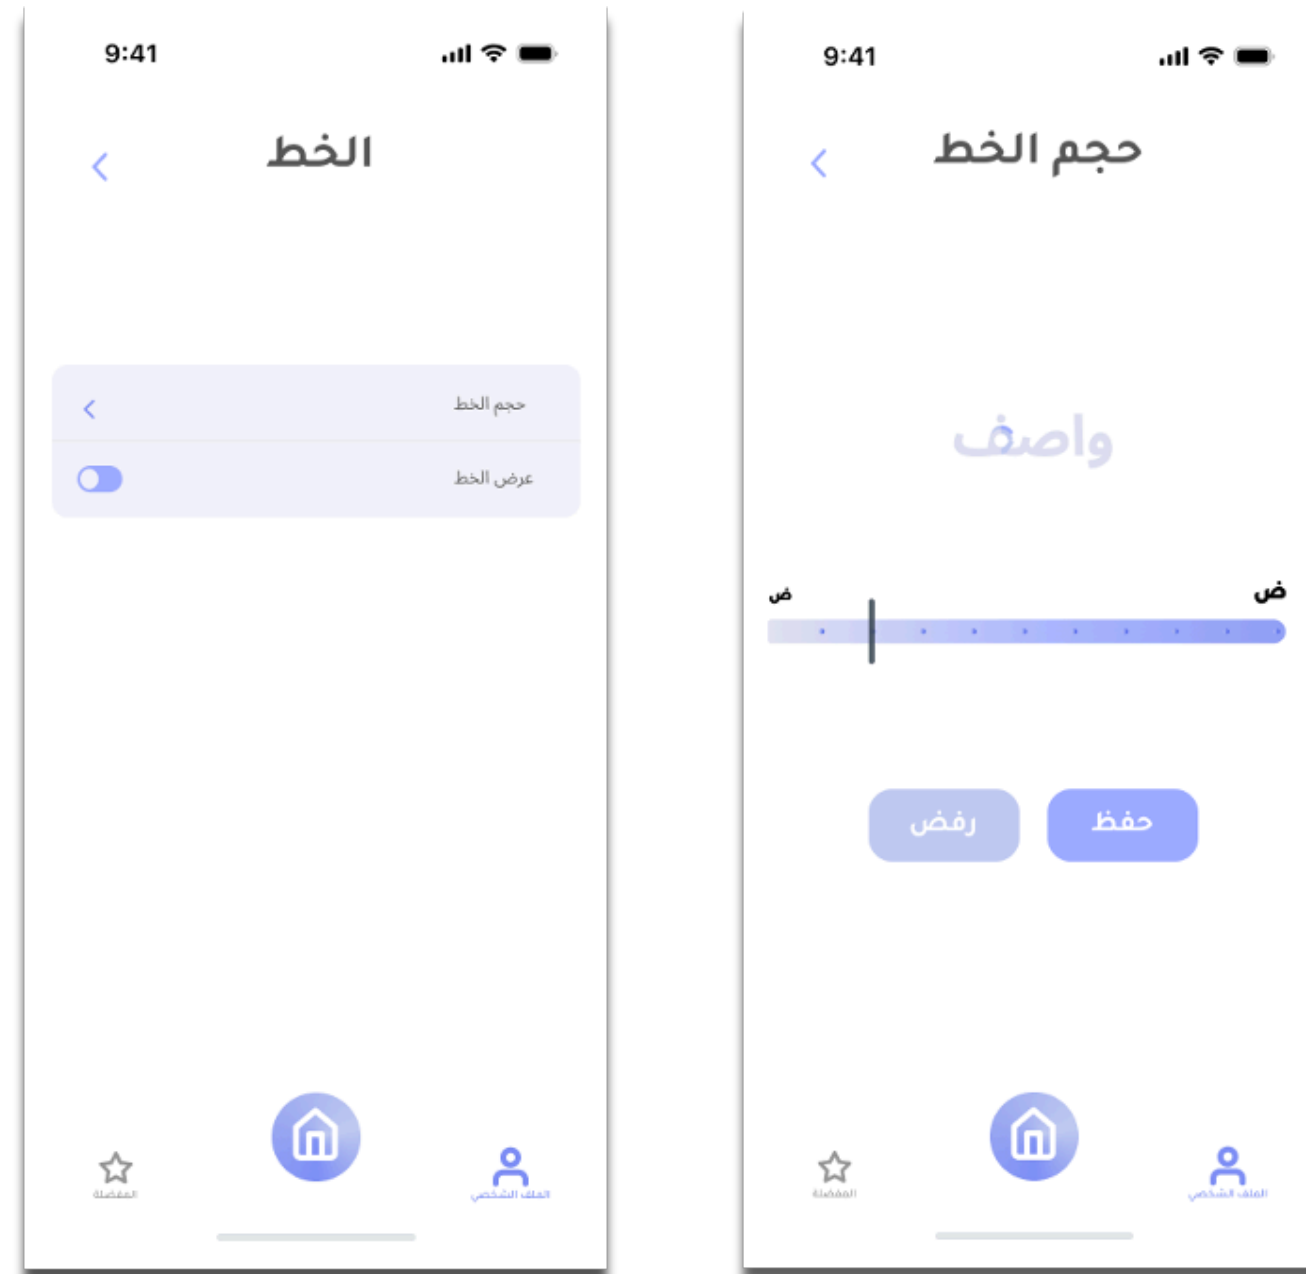 9:41
الخط
حجم الخط
عرض الخط
المفضلة
الملف الشخصي
9:41
حجم الخط
واصف
ض ض
حفظ رفض
المفضلة
الملف الشخصي